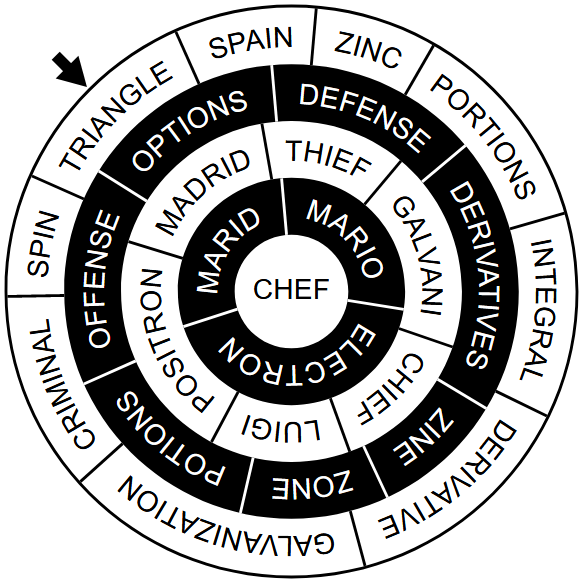 TRIANGLE
SPAIN
ZINC
PORTIONS
INTEGRAL
DERIVATIVE
GALVANIZATION
CRIMINAL
SPIN
OPTIONS
DEFENSE
DERIVATIVES
ZINE
ZONE
POTIONS
OFFENSE
MADRID
THIEF
GALVANI
CHIEF
LUIGI
POSITRON
MARID
MARIO
ELECTRON
CHEF